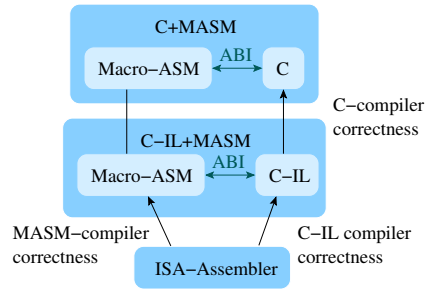 C+MASM
Macro−ASM
ABI
C
C−compiler
correctness
C−IL+MASM
Macro−ASM
ABI
C−IL
MASM−compiler
correctness
C−IL compiler
correctness
ISA−Assembler